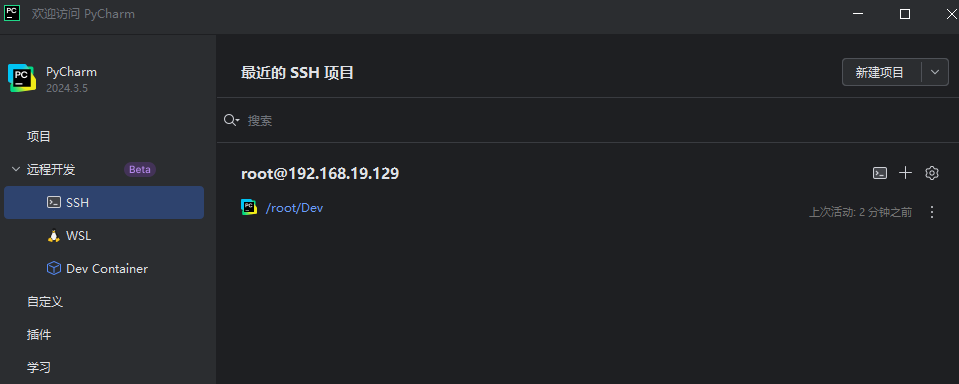 欢迎访问 PyCharm
PyCharm
2024.3.5
项目
远程开发 Beta
SSH
WSL
Dev Container
自定义
插件
学习
最近的 SSH 项目
新建项目
搜索
root@192.168.19.129
/root/Dev
上次活动: 2 分钟之前